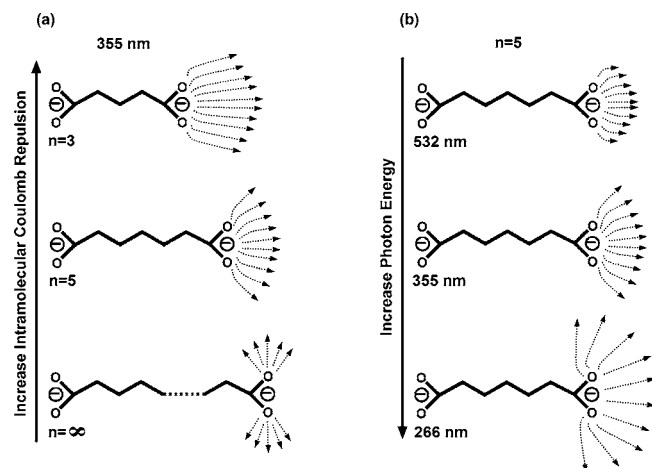 (a)
355 nm
Increase Intramolecular Coulomb Repulsion
O
O
⊖
⊖
O
O
n=3
O
O
⊖
⊖
O
O
n=5
O
O
⊖
⊖
O
O
n=∞
(b)
n=5
Increase Photon Energy
O
O
⊖
⊖
O
O
532 nm
O
O
⊖
⊖
O
O
355 nm
O
O
⊖
⊖
O
O
266 nm